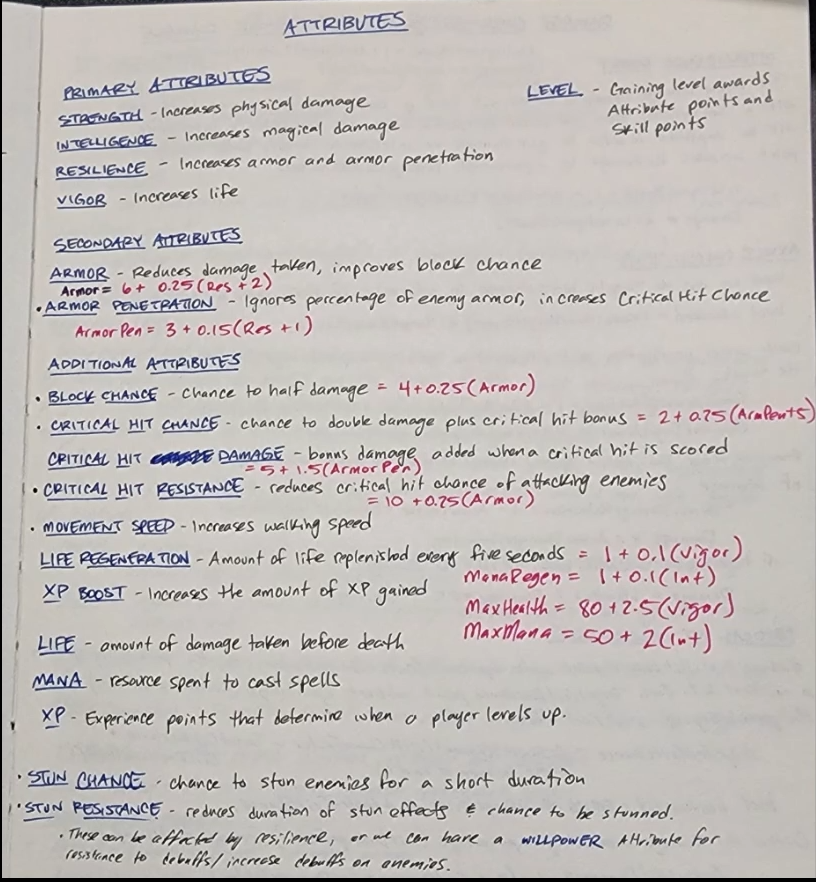 ATTRIBUTES
PRIMARY ATTRIBUTES
STRENGTH - Increases physical damage
INTELLIGENCE - Increases magical damage
RESILIENCE - Increases armor and armor penetration
VIGOR - Increases life
LEVEL - Gaining level awards
Attribute points and
Skill points
SECONDARY ATTRIBUTES
ARMOR - Reduces damage taken, improves block chance
Armor = 6 + 0.25 (Res + 2)
• ARMOR PENETRATION - Ignores percentage of enemy armor, increases Critical Hit Chance
ArmorPen = 3 + 0.15 (Res + 1)
ADDITIONAL ATTRIBUTES
• BLOCK CHANCE - chance to half damage = 4 + 0.25 (Armor)
• CRITICAL HIT CHANCE - chance to double damage plus critical hit bonus = 2 + 0.25 (ArmPen+5)
CRITICAL HIT DAMAGE - bonus damage added when a critical hit is scored
= 5 + 1.5 (ArmorPen)
• CRITICAL HIT RESISTANCE - reduces critical hit chance of attacking enemies
= 10 + 0.25 (Armor)
• MOVEMENT SPEED - Increases walking speed
LIFE REGENERATION - Amount of life replenished every five seconds = 1 + 0.1 (Vigor)
ManaRegen = 1 + 0.1 (Int)
XP BOOST - Increases the amount of XP gained
MaxHealth = 80 + 2.5 (Vigor)
MaxMana = 50 + 2 (Int)
LIFE - amount of damage taken before death
MANA - resource spent to cast spells
XP - Experience points that determine when a player levels up.
• STUN CHANCE - chance to stun enemies for a short duration
• STUN RESISTANCE - reduces duration of stun effects & chance to be stunned.
• These can be affected by resilience, or we can have a WILLPOWER Attribute for
resistance to debuffs/increase debuffs on enemies.